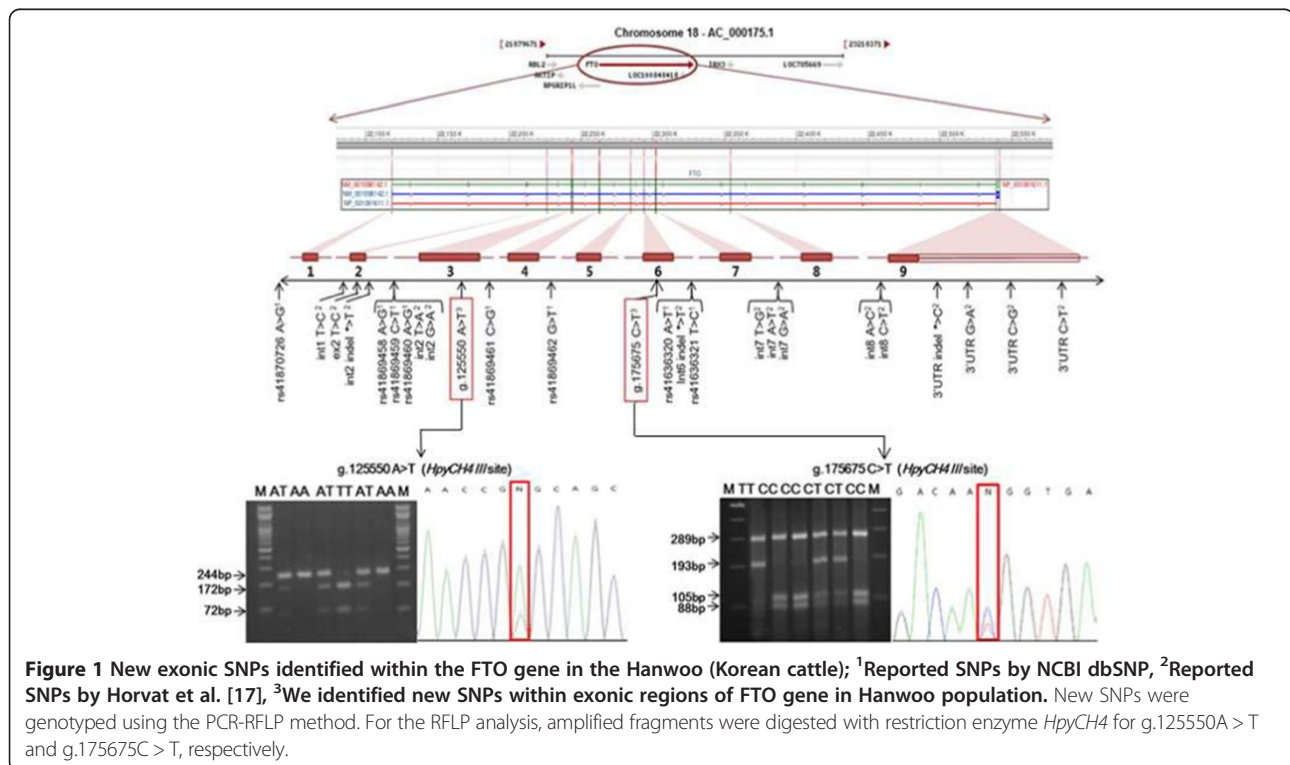 Chromosome 18 - AC_000175.1
[21079671
[23210371
RBL2
FTO
IRX3
LOC785669
AKTIP
RPGRIP1L
FTO
1 2 3 4 5 6 7 8 9
rs41870726 A>G¹
int1 T>C²
ex2 T>C²
int2 indel *>T²
rs41869458 A>G¹
rs41869459 C>T¹
rs41869460 A>G¹
int2 T>A²
int2 G>A²
g.125550 A>T³
rs41869461 C>G¹
rs41869462 G>T¹
g.175675 C>T³
rs41636320 A>T¹
Int6 indel *>T²
rs41636321 T>C¹
int7 T>G²
int7 A>T²
int7 G>A²
int8 A>C²
int8 C>T²
3'UTR indel *>C²
3'UTR G>A²
3'UTR C>G²
3'UTR C>T²
g.125550 A>T (HpyCH4 III site)
M AT AA AT TT AT AA M
A A C C G N G C A G C
244bp
172bp
72bp
g.175675 C>T (HpyCH4 III site)
M TT CC CC CT CT CC M
G A C A A N G G T G A
289bp
193bp
105bp
88bp
Figure 1 New exonic SNPs identified within the FTO gene in the Hanwoo (Korean cattle); ¹Reported SNPs by NCBI dbSNP, ²Reported
SNPs by Horvat et al. [17], ³We identified new SNPs within exonic regions of FTO gene in Hanwoo population. New SNPs were
genotyped using the PCR-RFLP method. For the RFLP analysis, amplified fragments were digested with restriction enzyme HpyCH4 for g.125550A > T
and g.175675C > T, respectively.